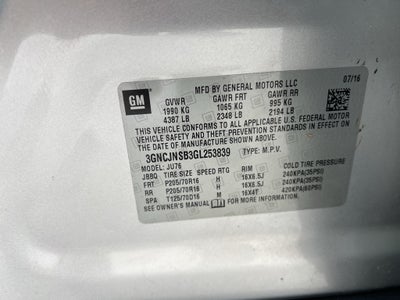 GM
MFD BY GENERAL MOTORS LLC
07/16
GVWR GAWR FRT GAWR RR
1990 KG 1065 KG 995 KG
4387 LB 2348 LB 2194 LB
THIS VEHICLE CONFORMS TO ALL APPLICABLE U.S. FEDERAL MOTOR
VEHICLE SAFETY AND THEFT PREVENTION STANDARDS IN EFFECT ON
THE DATE OF MANUFACTURE SHOWN ABOVE.
3GNCJNSB3GL253839 TYPE: M.P.V.
MODEL: JU76
JBBQ TIRE SIZE SPEED RTG RIM COLD TIRE PRESSURE
FRT P205/70R16 H 16X6.5J 240KPA(35PSI)
RR P205/70R16 H 16X6.5J 240KPA(35PSI)
SPA T125/70D16 M 16X4T 420KPA(60PSI)
SEE OWNER'S MANUAL FOR MORE INFORMATION.